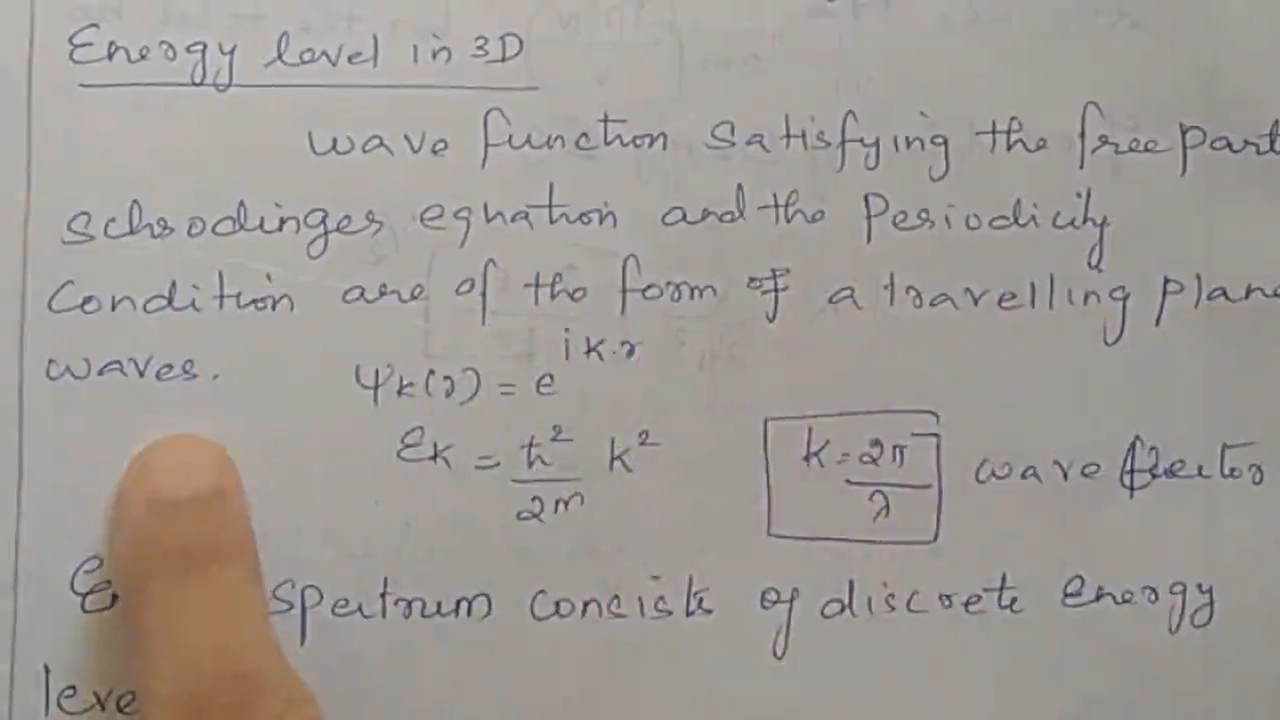 Energy level in 3D
wave function satisfying the free part
schrodinger equation and the Periodicity
Condition are of the form of a travelling plane
waves. ψk(r) = e^ik.r
εk = ħ²/2m k² k = 2π/λ wave vector
spectrum consists of discrete energy
leve